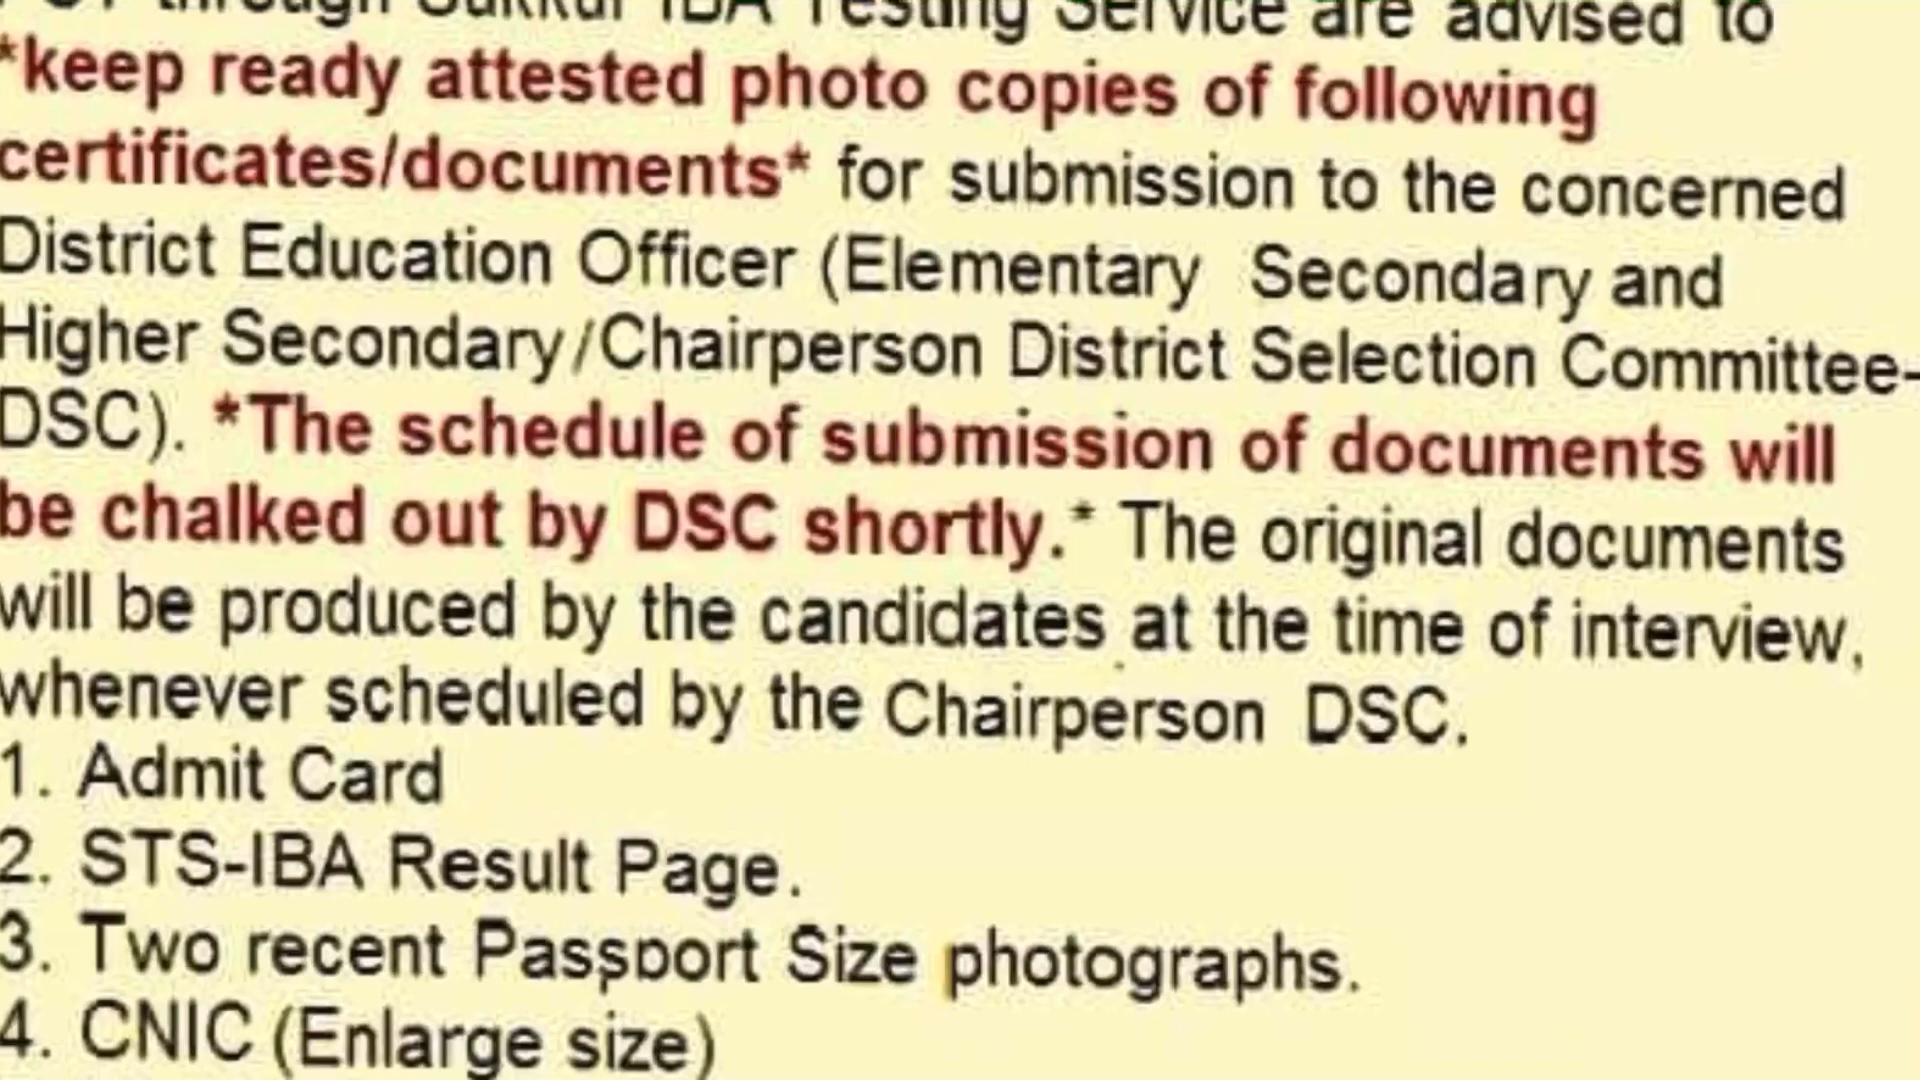 through Sukkur IBA Testing Service are advised to
*keep ready attested photo copies of following
certificates/documents* for submission to the concerned
District Education Officer (Elementary Secondary and
Higher Secondary/Chairperson District Selection Committee-
DSC). *The schedule of submission of documents will
be chalked out by DSC shortly.* The original documents
will be produced by the candidates at the time of interview,
whenever scheduled by the Chairperson DSC.
1. Admit Card
2. STS-IBA Result Page.
3. Two recent Passport Size photographs.
4. CNIC (Enlarge size)